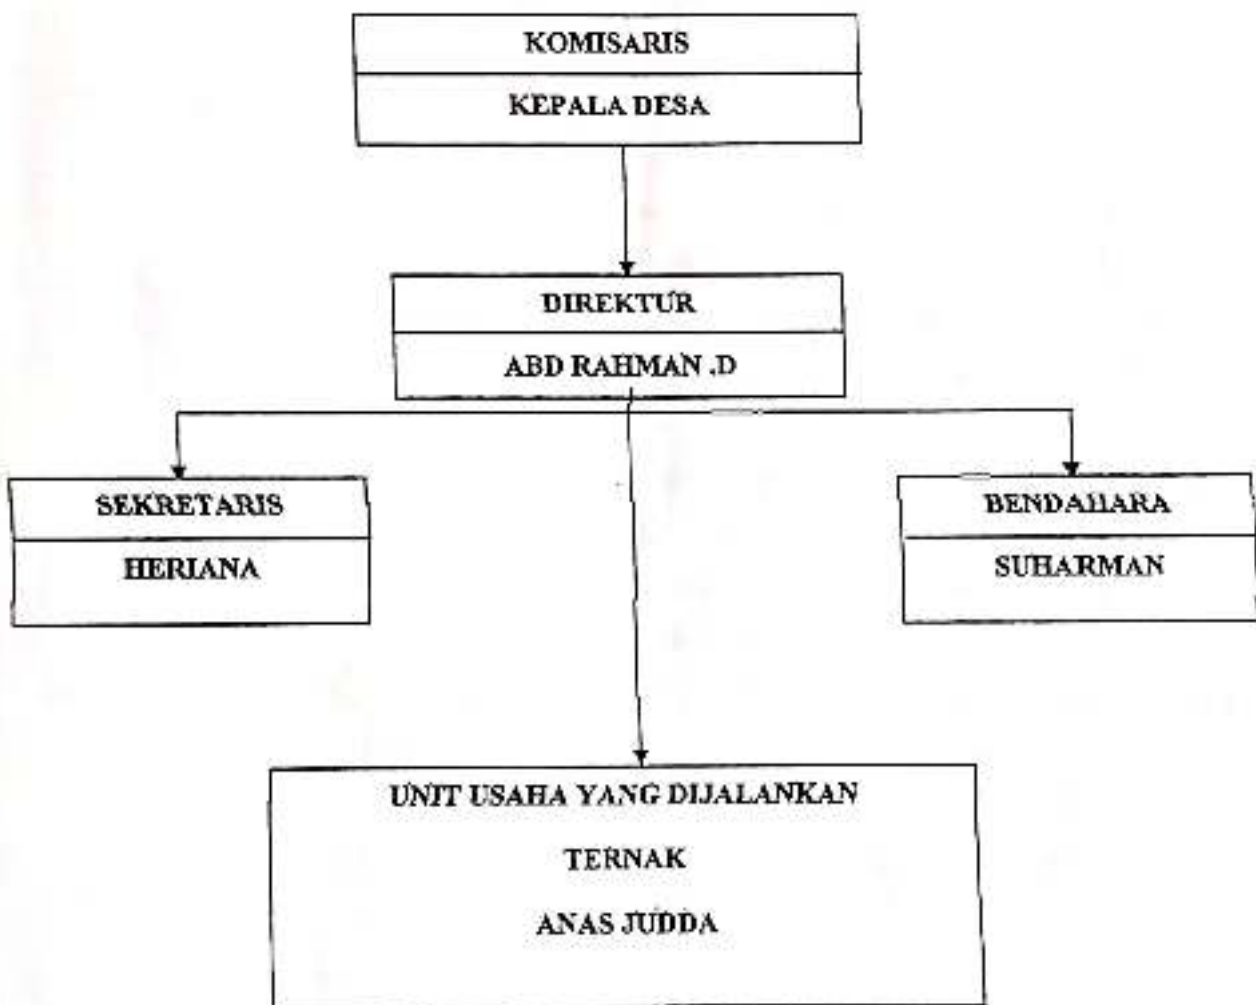 KOMISARIS
KEPALA DESA
DIREKTUR
ABD RAHMAN .D
SEKRETARIS
HERIANA
BENDAHARA
SUHARMAN
UNIT USAHA YANG DIJALANKAN
TERNAK
ANAS JUDDA